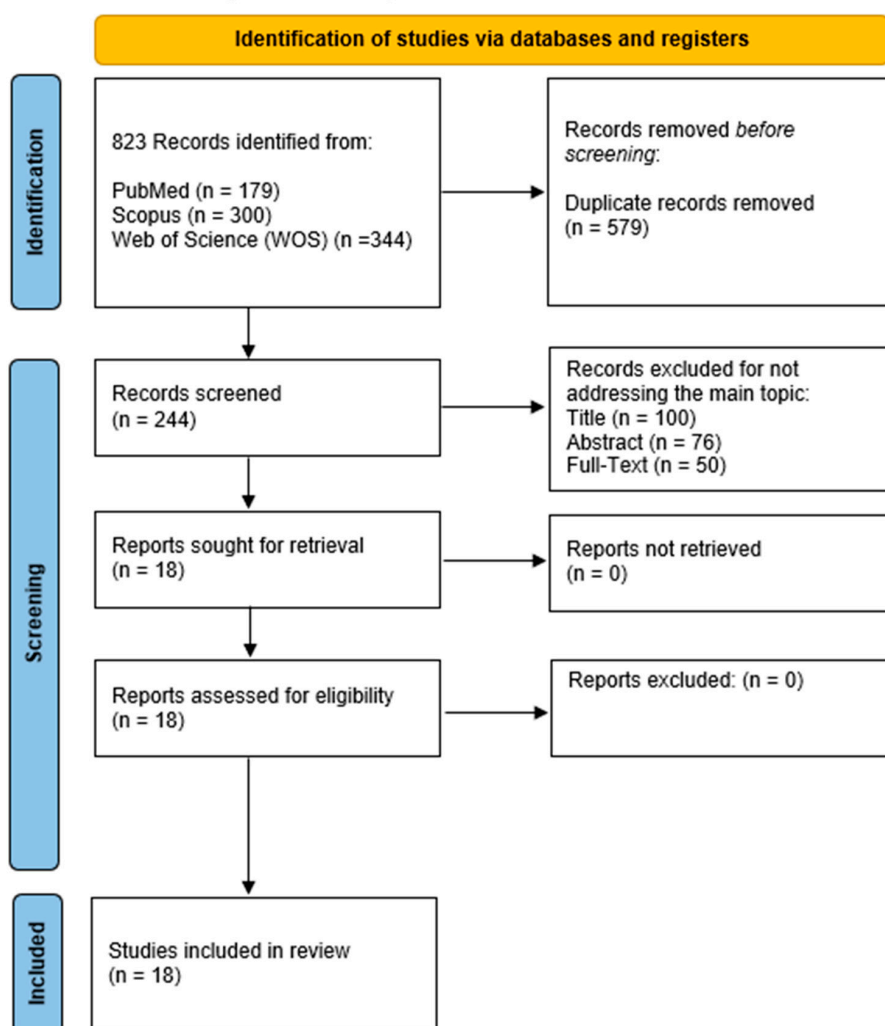 Identification of studies via databases and registers
Identification
823 Records identified from:
PubMed (n = 179)
Scopus (n = 300)
Web of Science (WOS) (n =344)
Records removed before
screening:
Duplicate records removed
(n = 579)
Screening
Records screened
(n = 244)
Records excluded for not
addressing the main topic:
Title (n = 100)
Abstract (n = 76)
Full-Text (n = 50)
Reports sought for retrieval
(n = 18)
Reports not retrieved
(n = 0)
Reports assessed for eligibility
(n = 18)
Reports excluded: (n = 0)
Included
Studies included in review
(n = 18)